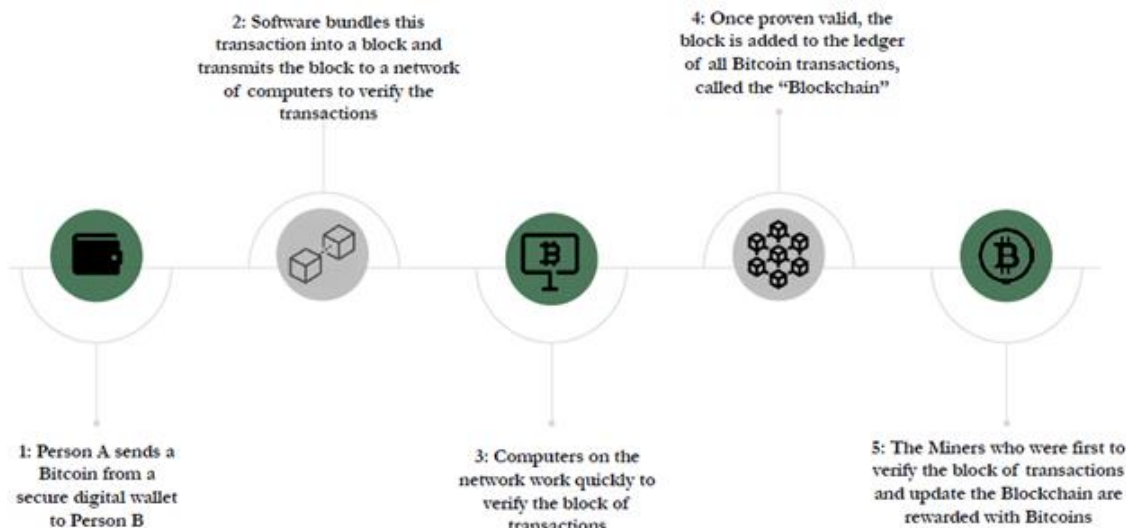 1: Person A sends a
Bitcoin from a
secure digital wallet
to Person B
2: Software bundles this
transaction into a block and
transmits the block to a network
of computers to verify the
transactions
3: Computers on the
network work quickly to
verify the block of
transactions
4: Once proven valid, the
block is added to the ledger
of all Bitcoin transactions,
called the “Blockchain”
5: The Miners who were first to
verify the block of transactions
and update the Blockchain are
rewarded with Bitcoins